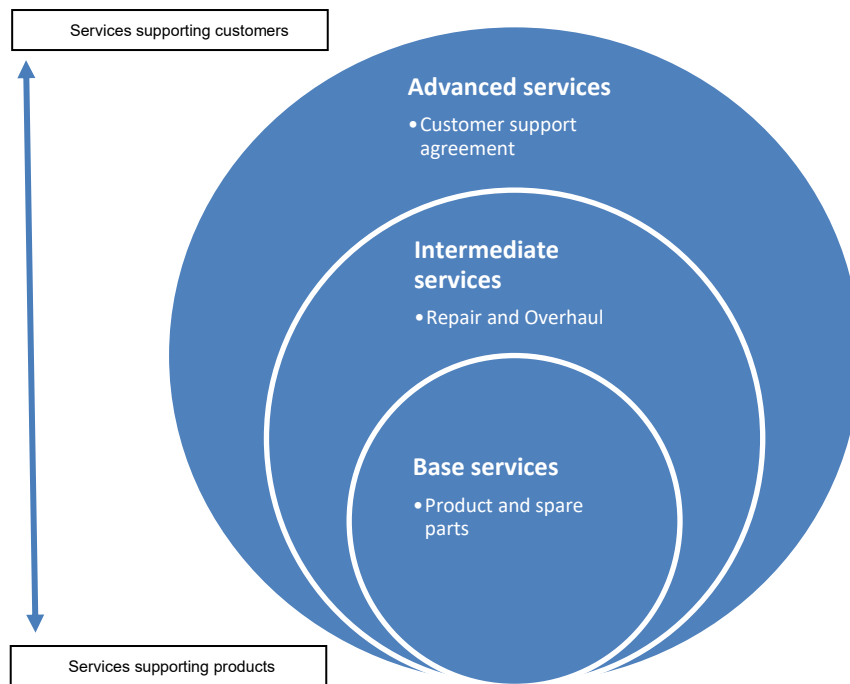 Services supporting customers
Advanced services
•Customer support
agreement
Intermediate
services
•Repair and Overhaul
Base services
•Product and spare
parts
Services supporting products